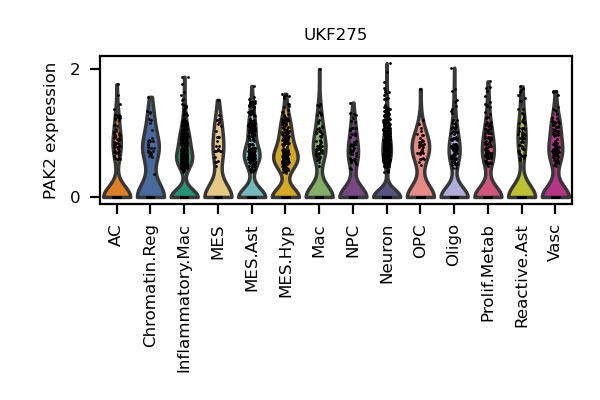 UKF275
PAK2 expression
2
0
AC
Chromatin.Reg
Inflammatory.Mac
MES
MES.Ast
MES.Hyp
Mac
NPC
Neuron
OPC
Oligo
Prolif.Metab
Reactive.Ast
Vasc